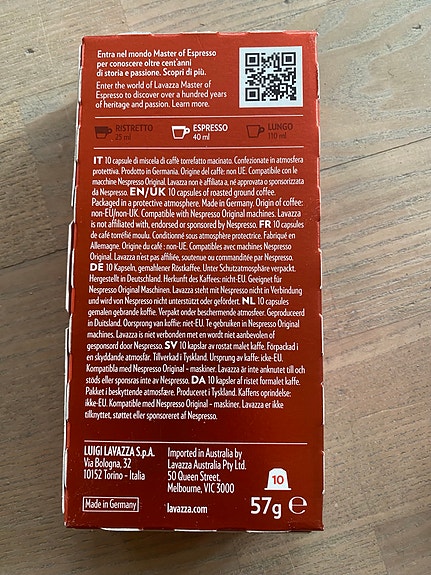 Entra nel mondo Master of Espresso
per conoscere oltre cent'anni
di storia e passione. Scopri di più.
Enter the world of Lavazza Master of
Espresso to discover over a hundred years
of heritage and passion. Learn more.
RISTRETTO
25 ml
ESPRESSO
40 ml
LUNGO
110 ml
IT 10 capsule di miscela di caffè torrefatto macinato. Confezionate in atmosfera
protettiva. Prodotto in Germania. Origine del caffè: non UE. Compatibile con le
macchine Nespresso Original. Lavazza non è affiliata a, né approvata o sponsorizzata
da Nespresso. EN/UK 10 capsules of roasted ground coffee.
Packaged in a protective atmosphere. Made in Germany. Origin of coffee:
non-EU/non-UK. Compatible with Nespresso Original machines. Lavazza
is not affiliated with, endorsed or sponsored by Nespresso. FR 10 capsules
de café torréfié moulu. Conditionné sous atmosphère protectrice. Fabriqué en
Allemagne. Origine du café : non-UE. Compatibles avec machines Nespresso
Original. Lavazza n'est pas affiliée, soutenue ou commanditée par Nespresso.
DE 10 Kapseln, gemahlener Röstkaffee. Unter Schutzatmosphäre verpackt.
Hergestellt in Deutschland. Herkunft des Kaffees: nicht-EU. Geeignet für
Nespresso Original Maschinen. Lavazza steht mit Nespresso nicht in Verbindung
und wird von Nespresso nicht unterstützt oder gefördert. NL 10 capsules
gemalen gebrande koffie. Verpakt onder beschermende atmosfeer. Geproduceerd
in Duitsland. Oorsprong van koffie: niet-EU. Te gebruiken in Nespresso Original
machines. Lavazza is niet verbonden met en wordt niet aanbevolen of
gesponsord door Nespresso. SV 10 kapslar av rostat malet kaffe. Förpackad i
en skyddande atmosfär. Tillverkad i Tyskland. Ursprung av kaffe: icke-EU.
Kompatibla med Nespresso Original - maskiner. Lavazza är inte anknuten till och
stöds eller sponsras inte av Nespresso. DA 10 kapsler af ristet formalet kaffe.
Pakket i beskyttende atmosfære. Produceret i Tyskland. Kaffens oprindelse:
ikke-EU. Kompatible med Nespresso Original - maskiner. Lavazza er ikke
tilknyttet, støttet eller sponsoreret af Nespresso.
LUIGI LAVAZZA S.p.A.
Via Bologna, 32
10152 Torino - Italia
Made in Germany
Imported in Australia by
Lavazza Australia Pty Ltd.
50 Queen Street,
Melbourne, VIC 3000
lavazza.com
10
57g ℮